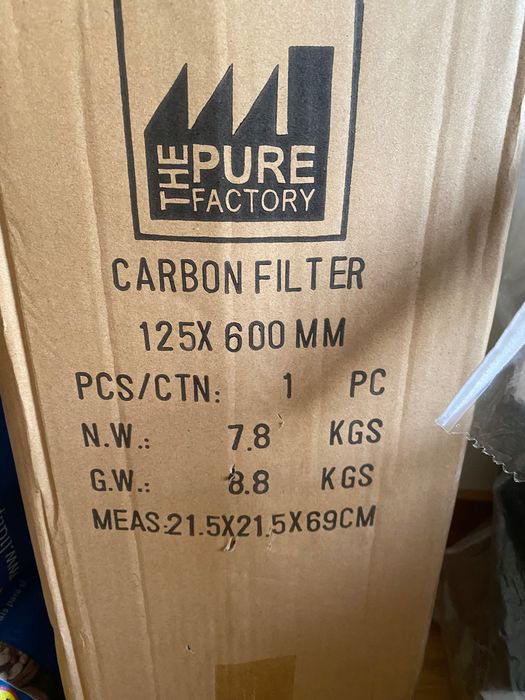 THE PURE
FACTORY
CARBON FILTER
125X 600 MM
PCS/CTN: 1 PC
N.W.: 7.8 KGS
G.W.: 8.8 KGS
MEAS:21.5X21.5X69CM